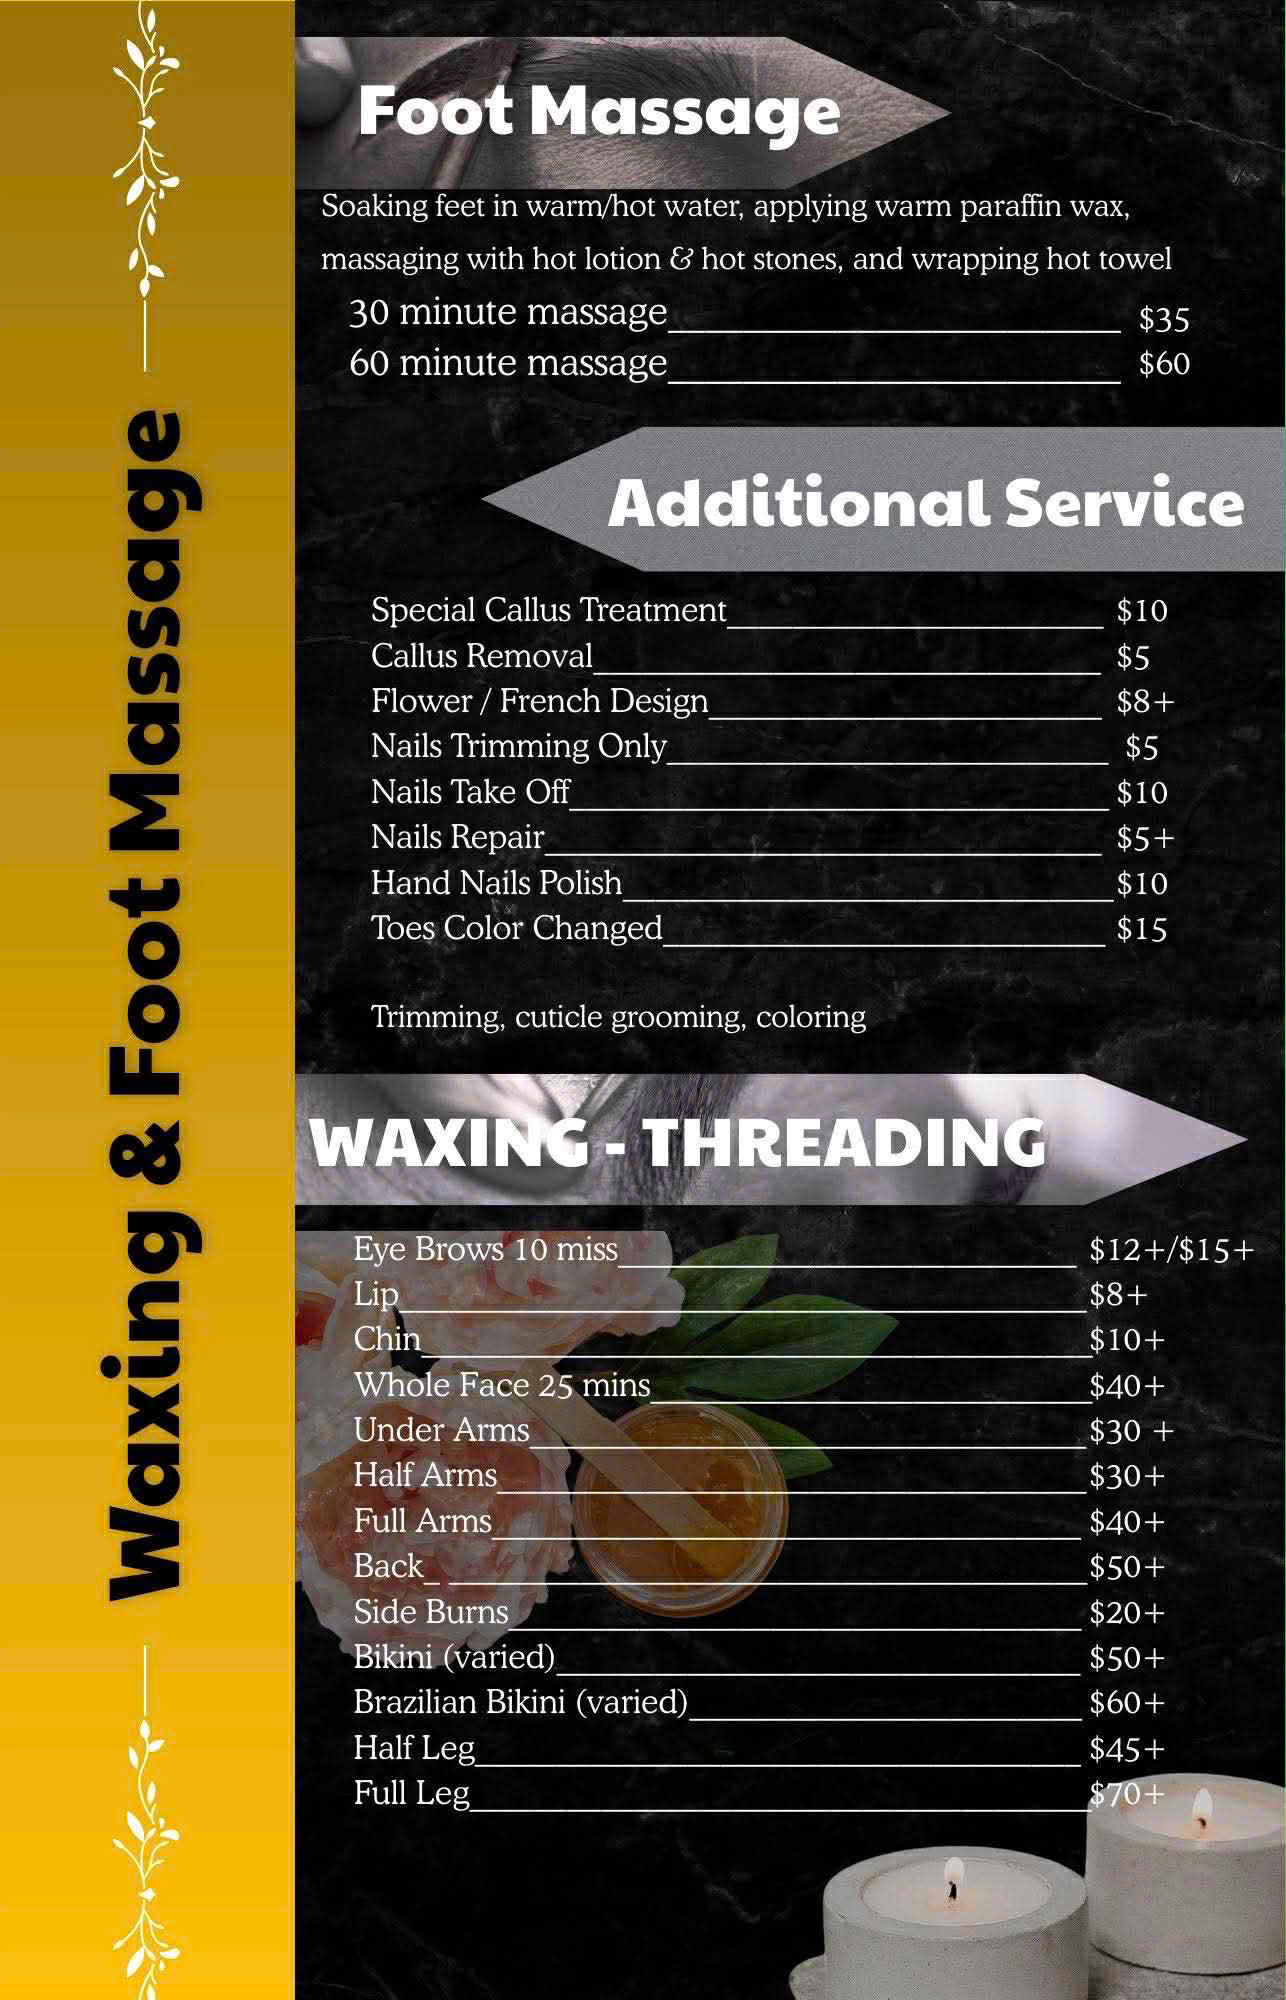 Waxing & Foot Massage
Foot Massage
Soaking feet in warm/hot water, applying warm paraffin wax,
massaging with hot lotion & hot stones, and wrapping hot towel
30 minute massage $35
60 minute massage $60
Additional Service
Special Callus Treatment $10
Callus Removal $5
Flower / French Design $8+
Nails Trimming Only $5
Nails Take Off $10
Nails Repair $5+
Hand Nails Polish $10
Toes Color Changed $15
Trimming, cuticle grooming, coloring
WAXING - THREADING
Eye Brows 10 miss $12+/$15+
Lip $8+
Chin $10+
Whole Face 25 mins $40+
Under Arms $30 +
Half Arms $30+
Full Arms $40+
Back $50+
Side Burns $20+
Bikini (varied) $50+
Brazilian Bikini (varied) $60+
Half Leg $45+
Full Leg $70+